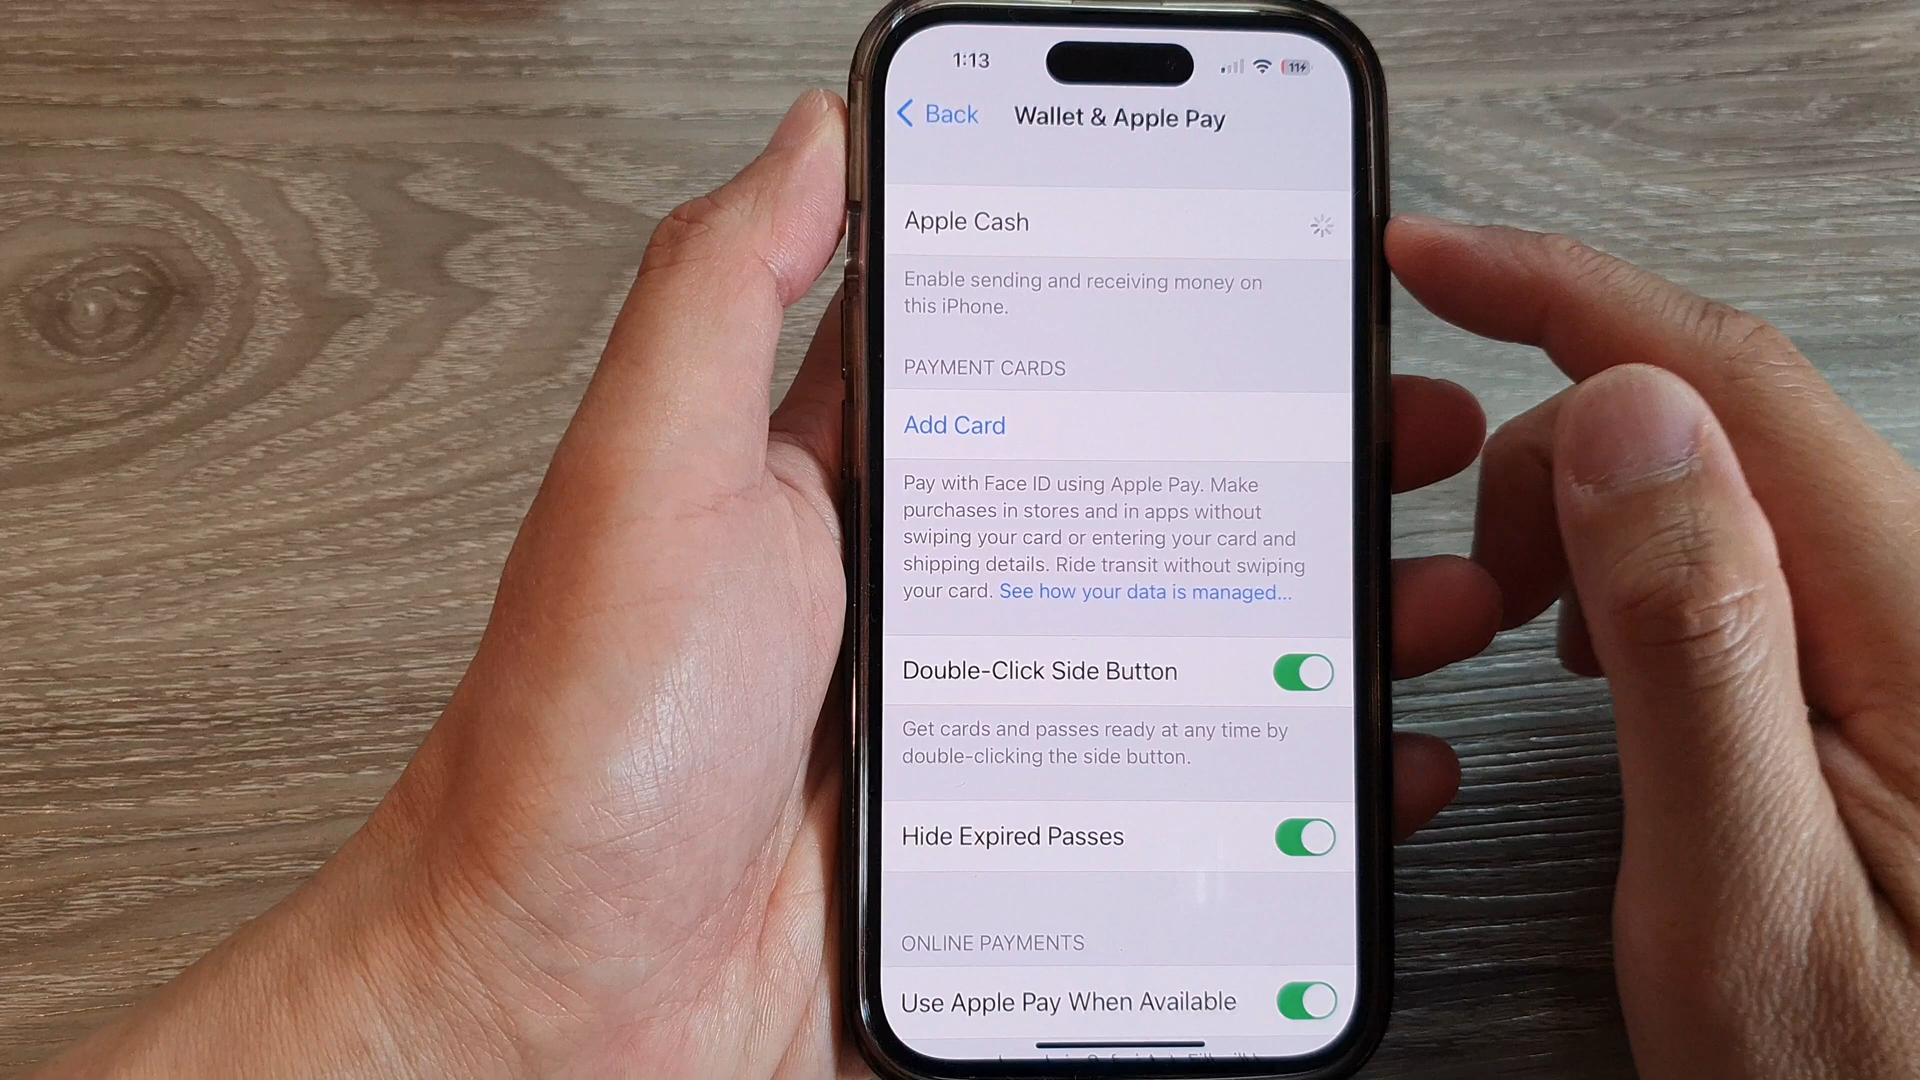 1:13
11
Back
Wallet & Apple Pay
Apple Cash
Enable sending and receiving money on
this iPhone.
PAYMENT CARDS
Add Card
Pay with Face ID using Apple Pay. Make
purchases in stores and in apps without
swiping your card or entering your card and
shipping details. Ride transit without swiping
your card. See how your data is managed...
Double-Click Side Button
Get cards and passes ready at any time by
double-clicking the side button.
Hide Expired Passes
ONLINE PAYMENTS
Use Apple Pay When Available